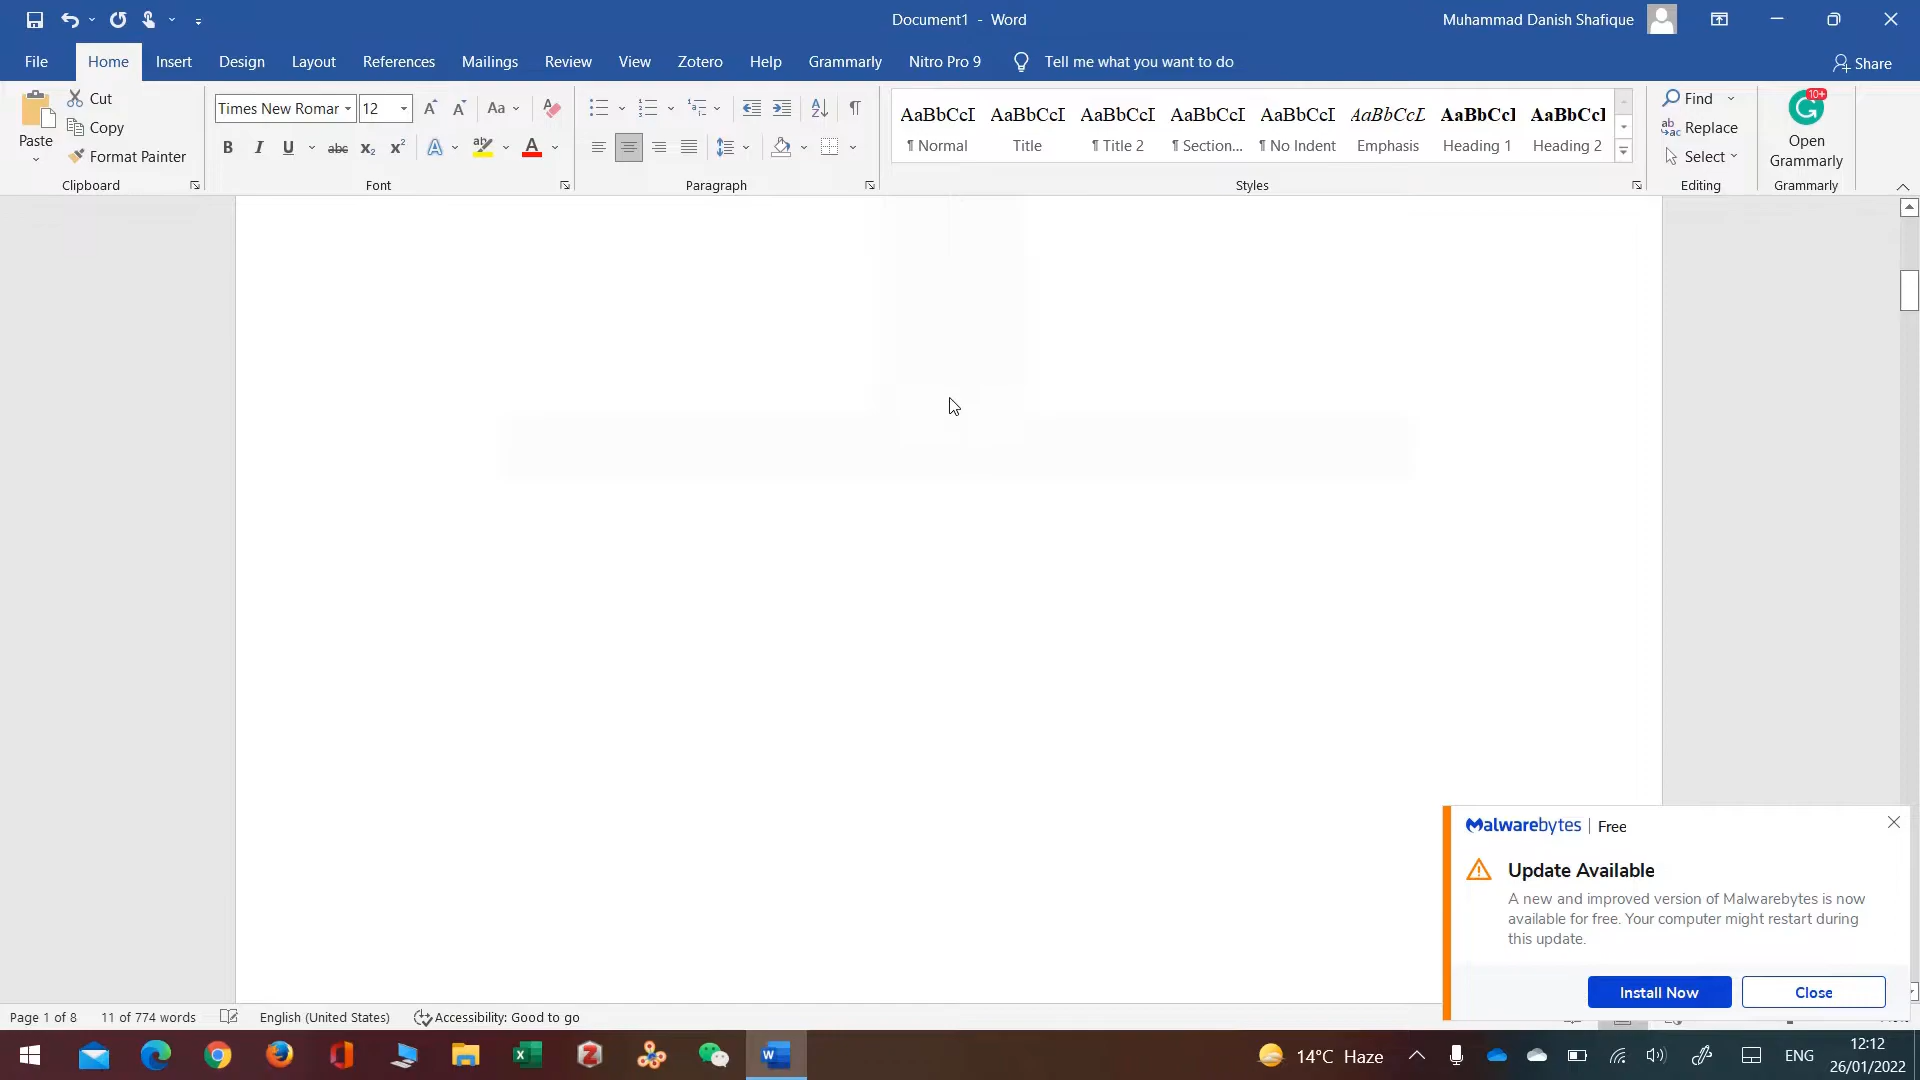 Document1 - Word
Muhammad Danish Shafique
File Home Insert Design Layout References Mailings Review View Zotero Help Grammarly Nitro Pro 9 Tell me what you want to do Share
Paste
Cut
Copy
Format Painter
Clipboard
Times New Romar 12
Aa
B I U abc x₂ x² A A
Font
Paragraph
AaBbCcI AaBbCcI AaBbCcI AaBbCcI AaBbCcI AaBbCcL AaBbCcI AaBbCcI
¶ Normal Title ¶ Title 2 ¶ Section... ¶ No Indent Emphasis Heading 1 Heading 2
Styles
Find
Replace
Select
Editing
10+
Open
Grammarly
Grammarly
Malwarebytes | Free
Update Available
A new and improved version of Malwarebytes is now
available for free. Your computer might restart during
this update.
Install Now Close
Page 1 of 8 11 of 774 words English (United States) Accessibility: Good to go
14°C Haze ENG
12:12
26/01/2022